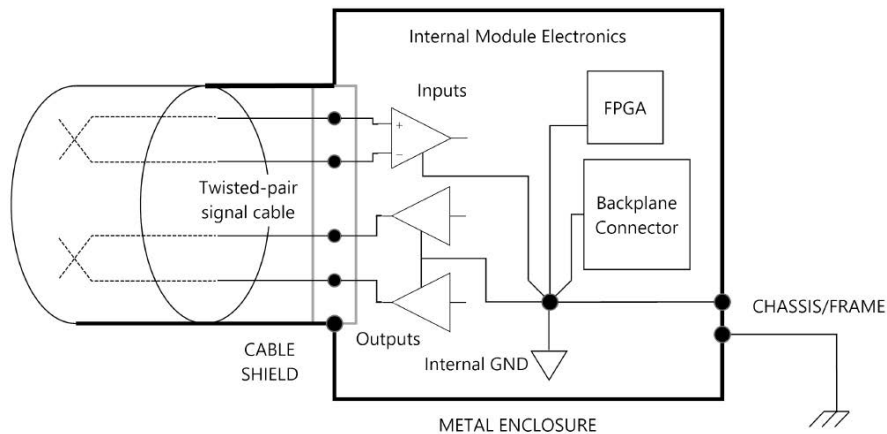 Internal Module Electronics
Inputs
FPGA
+
−
Twisted-pair
signal cable
Backplane
Connector
CHASSIS/FRAME
Outputs
CABLE
SHIELD
Internal GND
METAL ENCLOSURE